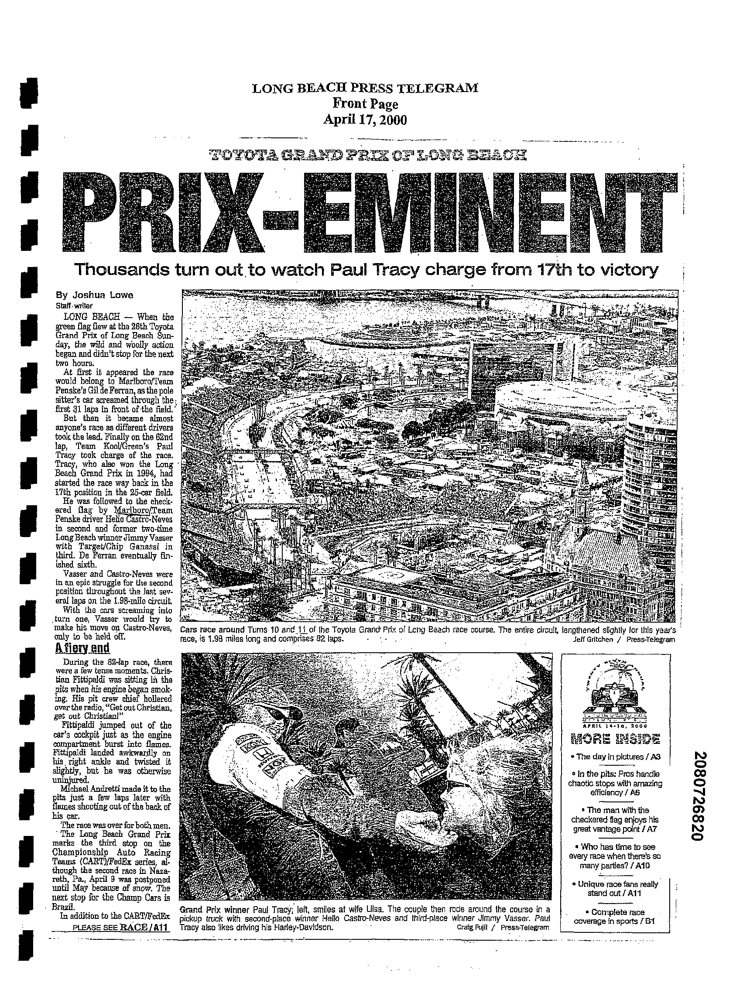 LONG BEACH PRESS TELEGRAM
Front Page
April 17, 2000
TOYOTA GRAND PRIX OF LONG BEACH
PRIX-EMINENT
Thousands turn out to watch Paul Tracy charge from 17th to victory
By Joshua Lowe
Staff writer
LONG BEACH — When the
green flag flew at the 26th Toyota
Grand Prix of Long Beach Sun-
day, the wild and woolly action
began and didn't stop for the next
two hours.
At first it appeared the race
would belong to Marlboro/Team
Penske's Gil de Ferran, as the pole
sitter's car screamed through the
first 31 laps in front of the field.
But then it became almost
anyone's race as different drivers
took the lead. Finally on the 62nd
lap, Team Kool/Green's Paul
Tracy took charge of the race.
Tracy, who also won the Long
Beach Grand Prix in 1994, had
started the race way back in the
17th position in the 25-car field.
He was followed to the check-
ered flag by Marlboro/Team
Penske driver Helio Castro-Neves
in second and former two-time
Long Beach winner Jimmy Vasser
with Target/Chip Ganassi in
third. De Ferran eventually fin-
ished sixth.
Vasser and Castro-Neves were
in an epic struggle for the second
position throughout the last sev-
eral laps on the 1.98-mile circuit.
With the cars screaming into
turn one, Vasser would try to
make his move on Castro-Neves,
only to be held off.
A fiery end
During the 82-lap race, there
were a few tense moments. Chris-
tian Fittipaldi was sitting in the
pits when his engine began smok-
ing. His pit crew chief hollered
over the radio, "Get out Christian,
get out Christian!"
Fittipaldi jumped out of the
car's cockpit just as the engine
compartment burst into flames.
Fittipaldi landed awkwardly on
his right ankle and twisted it
slightly, but he was otherwise
uninjured.
Michael Andretti made it to the
pits just a few laps later with
flames shooting out of the back of
his car.
The race was over for both men.
The Long Beach Grand Prix
marks the third stop on the
Championship Auto Racing
Teams (CART)/FedEx series, al-
though the second race in Naza-
reth, Pa., April 9 was postponed
until May because of snow. The
next stop for the Champ Cars is
Brazil.
In addition to the CART/FedEx
PLEASE SEE RACE / A11
Cars race around Turns 10 and 11 of the Toyota Grand Prix of Long Beach race course. The entire circuit, lengthened slightly for this year's
race, is 1.98 miles long and comprises 82 laps.
Jeff Gritchen / Press-Telegram
Grand Prix winner Paul Tracy, left, smiles at wife Liisa. The couple then rode around the course in a
pickup truck with second-place winner Helio Castro-Neves and third-place winner Jimmy Vasser. Paul
Tracy also likes driving his Harley-Davidson.
Craig Fujii / Press-Telegram
APRIL 14-16, 2000
MORE INSIDE
• The day in pictures / A3
• In the pits: Pros handle
chaotic stops with amazing
efficiency / A6
• The man with the
checkered flag enjoys his
great vantage point / A7
• Who has time to see
every race when there's so
many parties? / A10
• Unique race fans really
stand out / A11
• Complete race
coverage in sports / B1
2080726820